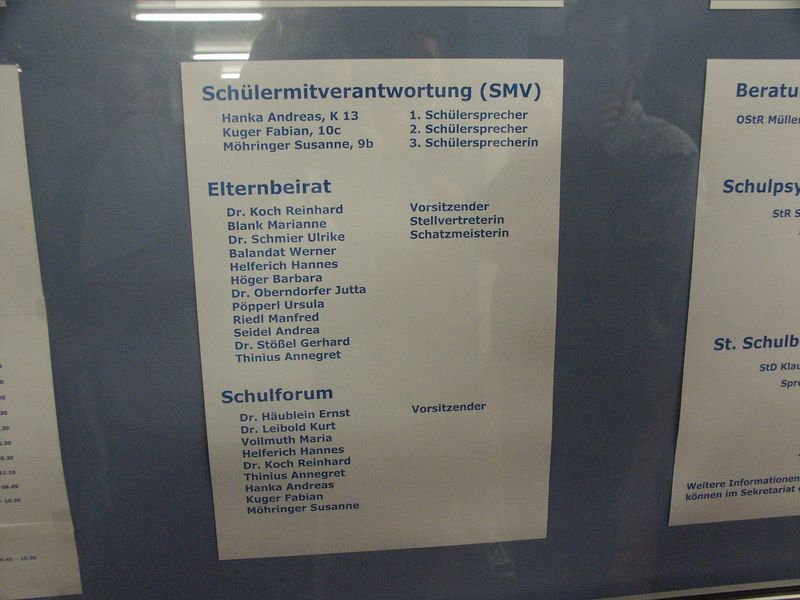 Schülermitverantwortung (SMV)
Hanka Andreas, K 13 1. Schülersprecher
Kuger Fabian, 10c 2. Schülersprecher
Möhringer Susanne, 9b 3. Schülersprecherin
Elternbeirat
Dr. Koch Reinhard Vorsitzender
Blank Marianne Stellvertreterin
Dr. Schmier Ulrike Schatzmeisterin
Balandat Werner
Helferich Hannes
Höger Barbara
Dr. Oberndorfer Jutta
Pöpperl Ursula
Riedl Manfred
Seidel Andrea
Dr. Stößel Gerhard
Thinius Annegret
Schulforum
Dr. Häublein Ernst Vorsitzender
Dr. Leibold Kurt
Vollmuth Maria
Helferich Hannes
Dr. Koch Reinhard
Thinius Annegret
Hanka Andreas
Kuger Fabian
Möhringer Susanne
Beratu
OStR Müller
Schulpsy
StR S
St. Schulb
StD Klau
Spre
Weitere Informationen
können im Sekretariat